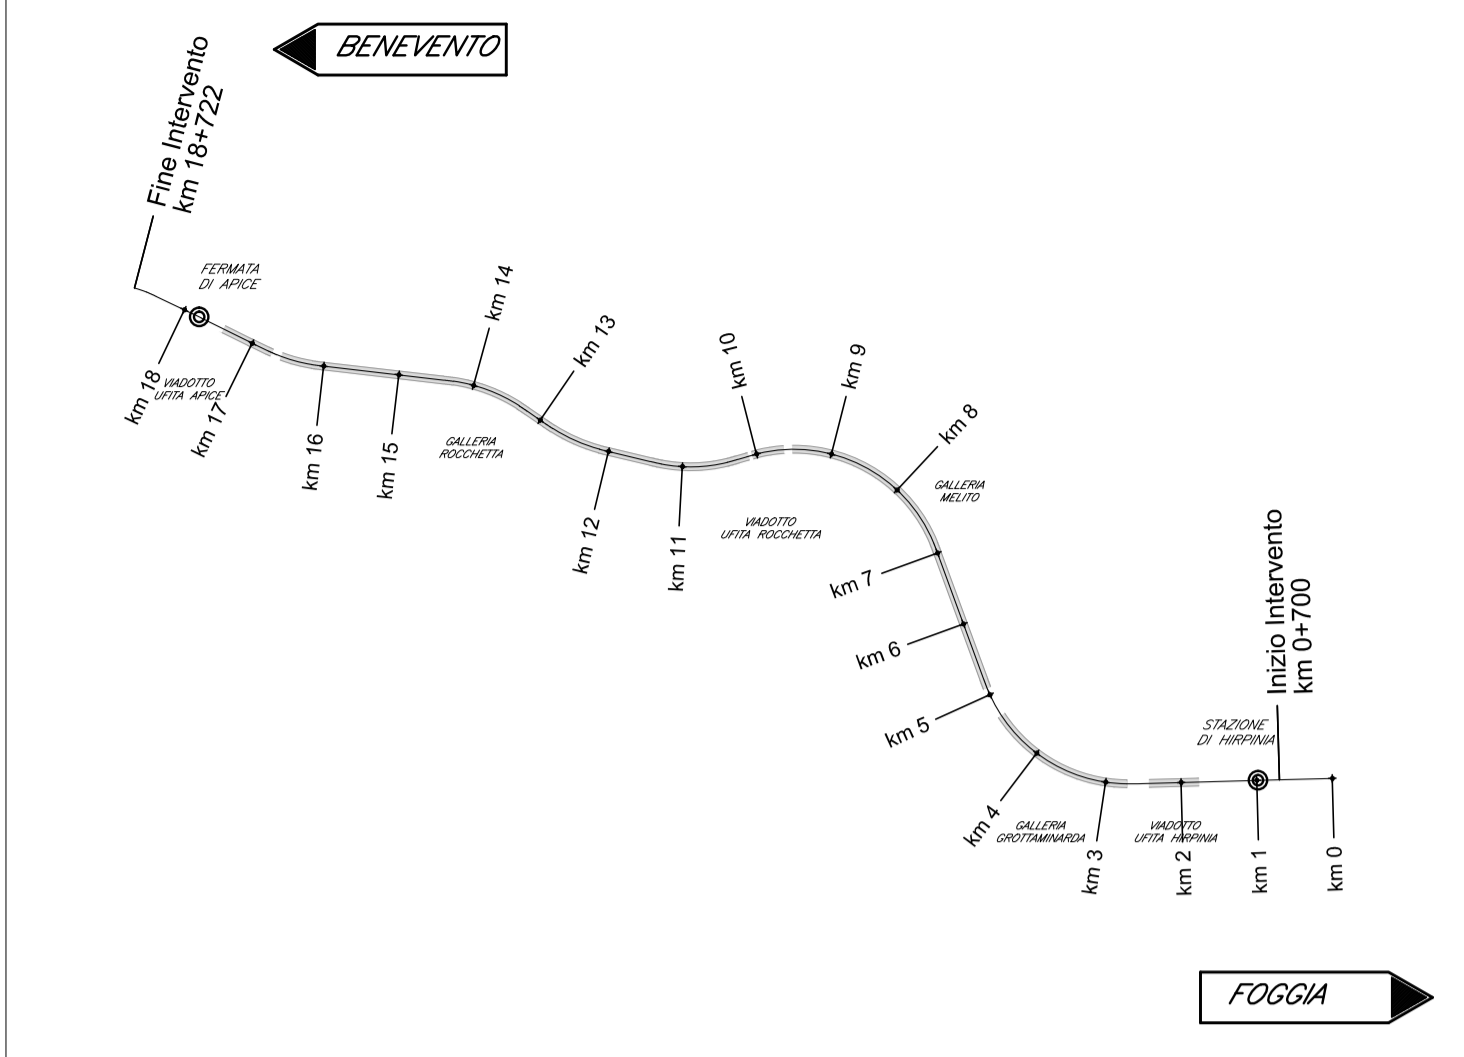 BENEVENTO
Fine Intervento
km 18+722
FERMATA
DI APICE
km 18
VIADOTTO
UFITA APICE
km 17
km 16
km 15
km 14
GALLERIA
ROCCHETTA
km 13
km 12
km 11
km 10
VIADOTTO
UFITA ROCCHETTA
km 9
km 8
GALLERIA
MELITO
km 7
km 6
km 5
km 4
GALLERIA
GROTTAMINARDA
km 3
VIADOTTO
UFITA HIRPINIA
km 2
STAZIONE
DI HIRPINIA
km 1
Inizio Intervento
km 0+700
km 0
FOGGIA